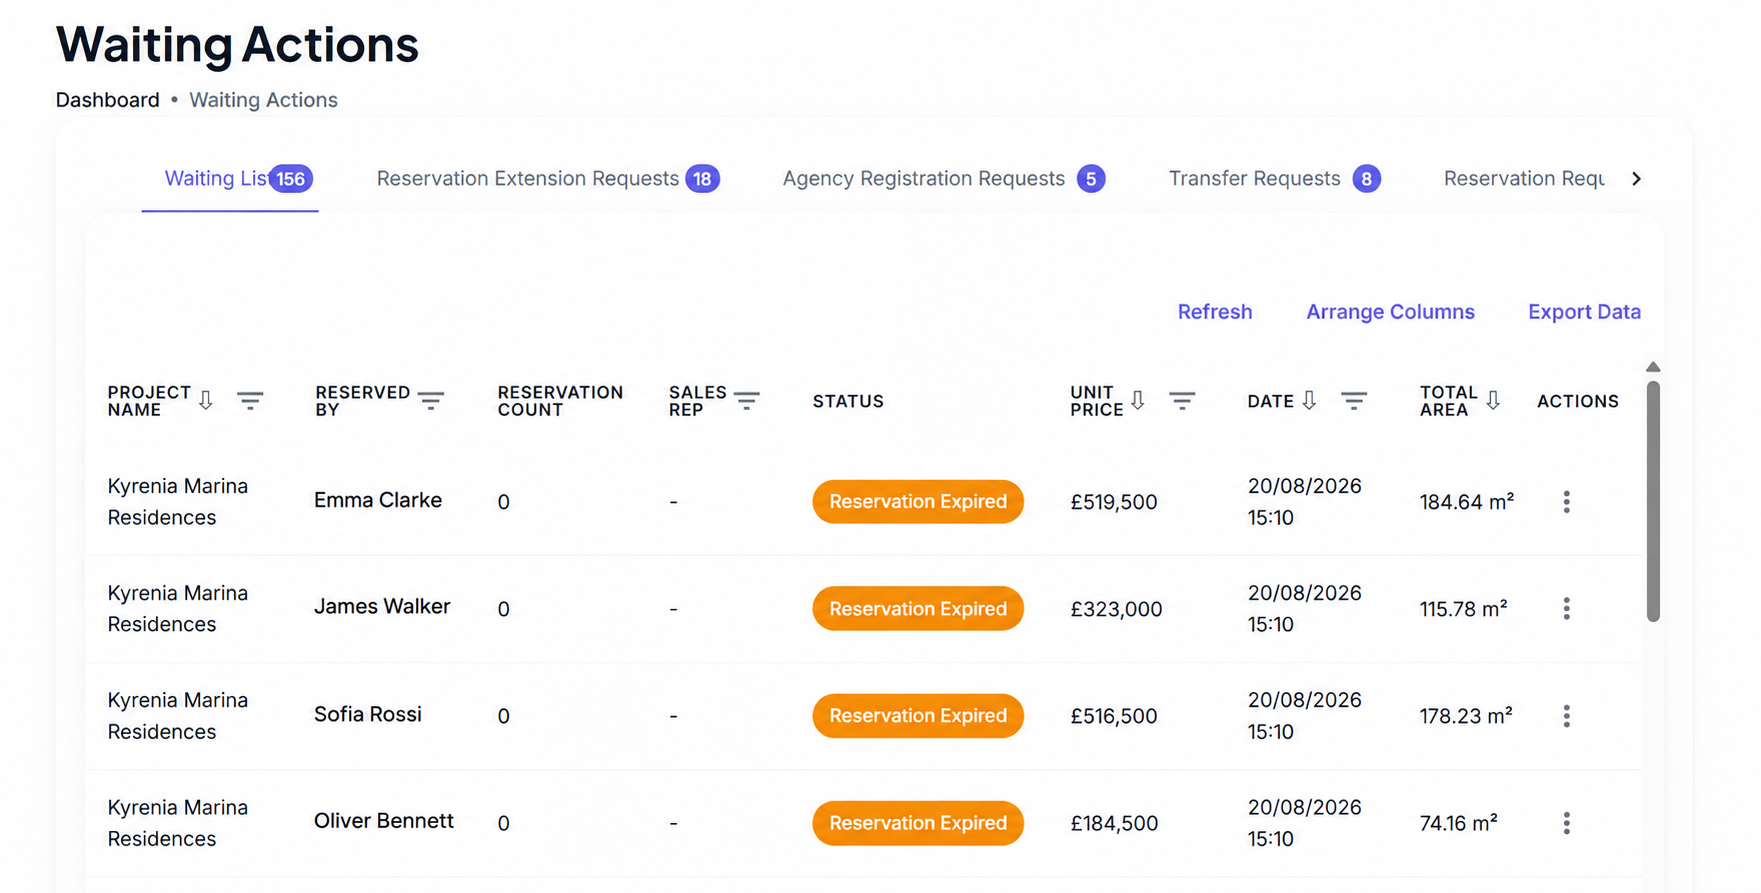 Waiting Actions
Dashboard • Waiting Actions
Waiting List 156 Reservation Extension Requests 18 Agency Registration Requests 5 Transfer Requests 8 Reservation Requ
Refresh Arrange Columns Export Data
PROJECT NAME RESERVED BY RESERVATION COUNT SALES REP STATUS UNIT PRICE DATE TOTAL AREA ACTIONS
Kyrenia Marina Residences Emma Clarke 0 - Reservation Expired £519,500 20/08/2026 15:10 184.64 m²
Kyrenia Marina Residences James Walker 0 - Reservation Expired £323,000 20/08/2026 15:10 115.78 m²
Kyrenia Marina Residences Sofia Rossi 0 - Reservation Expired £516,500 20/08/2026 15:10 178.23 m²
Kyrenia Marina Residences Oliver Bennett 0 - Reservation Expired £184,500 20/08/2026 15:10 74.16 m²